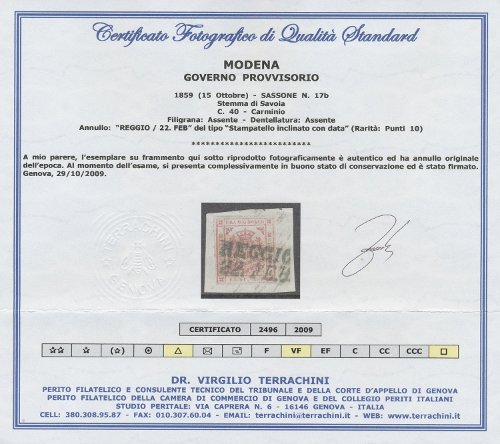 Certificato Fotografico di Qualità Standard
MODENA
GOVERNO PROVVISORIO
1859 (15 Ottobre) - SASSONE N. 17b
Stemma di Savoia
C. 40 - Carminio
Filigrana: Assente - Dentellatura: Assente
Annullo: "REGGIO / 22. FEB" del tipo "Stampatello inclinato con data" (Rarità: Punti 10)
*************************
A mio parere, l'esemplare su frammento qui sotto riprodotto fotograficamente è autentico ed ha annullo originale
dell'epoca. Al momento dell'esame, si presenta complessivamente in buono stato di conservazione ed è stato firmato.
Genova, 29/10/2009.
TERRACHINI
GENOVA
REGGIO
22 FEB
CERTIFICATO 2496 2009
F VF EF C CC CCC
DR. VIRGILIO TERRACHINI
PERITO FILATELICO E CONSULENTE TECNICO DEL TRIBUNALE E DELLA CORTE D'APPELLO DI GENOVA
PERITO FILATELICO DELLA CAMERA DI COMMERCIO DI GENOVA E DEL COLLEGIO PERITI ITALIANI
STUDIO PERITALE: VIA CAPRERA N. 6 - 16146 GENOVA - ITALIA
CELL: 380.308.95.87 - FAX: 010.307.60.04 - EMAIL: terrachini@terrachini.it - WEB: www.terrachini.it